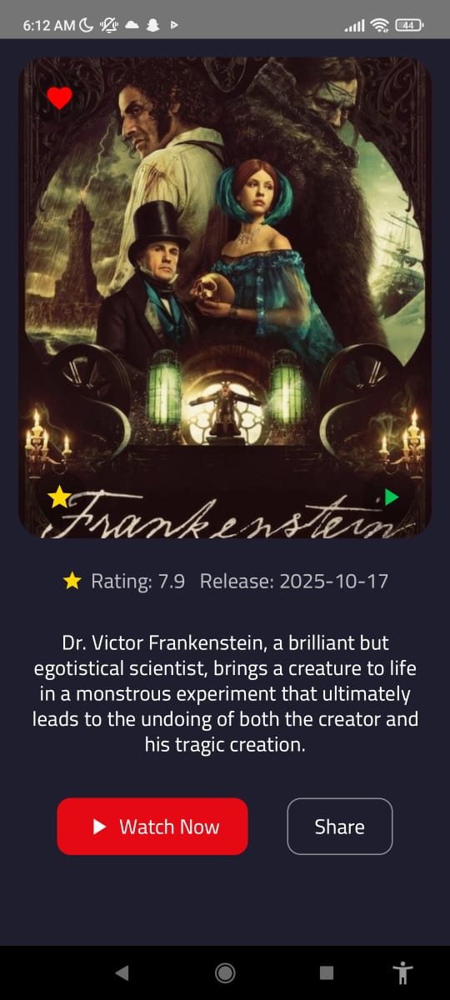 6:12 AM
44
Frankenstein
Rating: 7.9 Release: 2025-10-17
Dr. Victor Frankenstein, a brilliant but
egotistical scientist, brings a creature to life
in a monstrous experiment that ultimately
leads to the undoing of both the creator and
his tragic creation.
Watch Now
Share